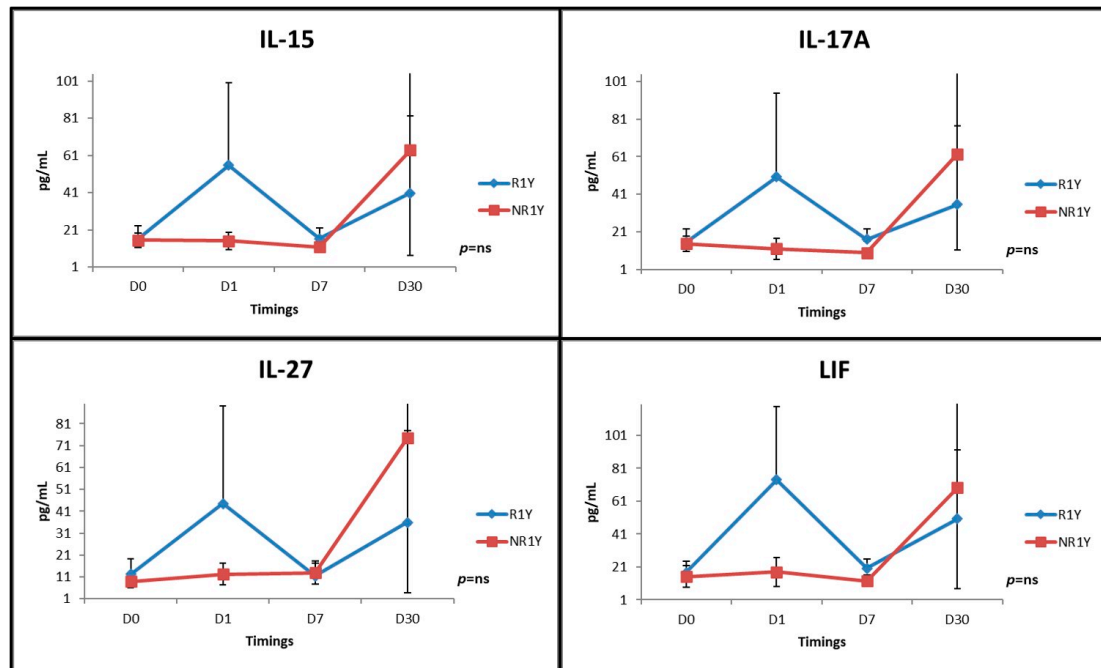 IL-15
101
81
61
41
21
1
pg/mL
D0 D1 D7 D30
Timings
R1Y
NR1Y
p=ns
IL-17A
101
81
61
41
21
1
pg/mL
D0 D1 D7 D30
Timings
R1Y
NR1Y
p=ns
IL-27
81
71
61
51
41
31
21
11
1
pg/mL
D0 D1 D7 D30
Timings
R1Y
NR1Y
p=ns
LIF
101
81
61
41
21
1
pg/mL
D0 D1 D7 D30
Timings
R1Y
NR1Y
p=ns